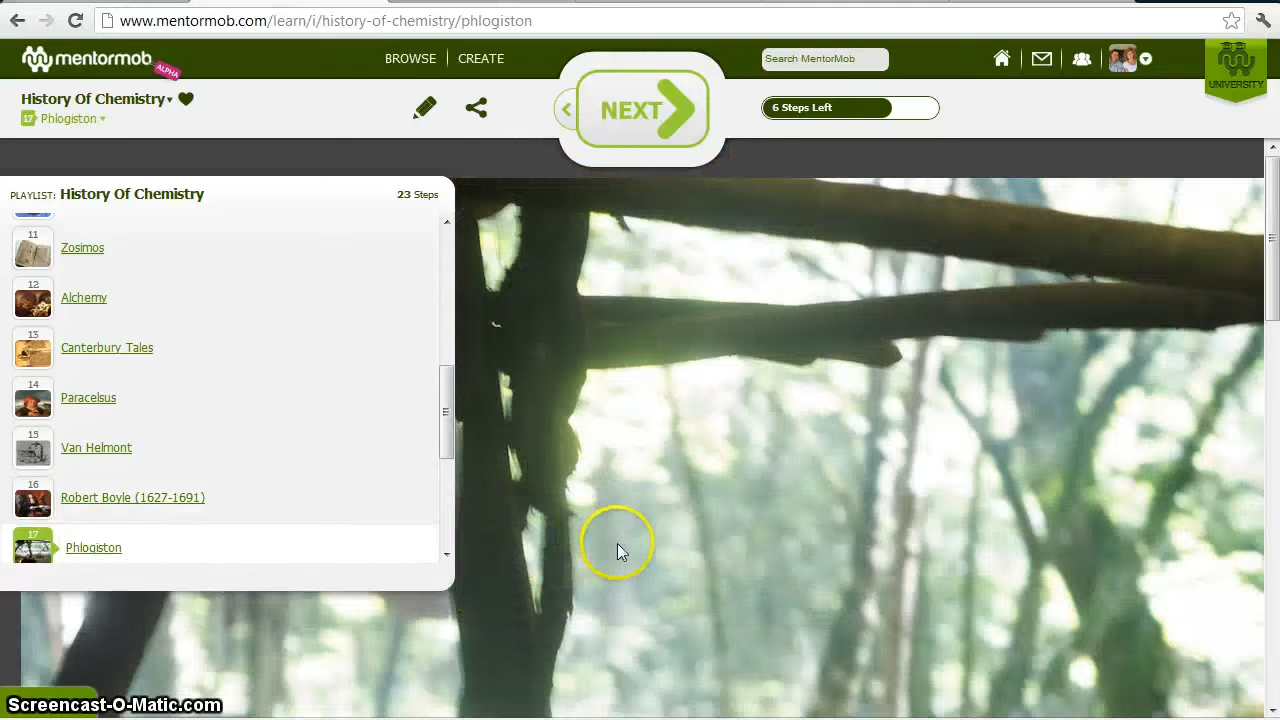 www.mentormob.com/learn/i/history-of-chemistry/phlogiston
mentormob
ALPHA
BROWSE
CREATE
Search MentorMob
UNIVERSITY
History Of Chemistry
17 Phlogiston
NEXT
6 Steps Left
PLAYLIST: History Of Chemistry
23 Steps
11
Zosimos
12
Alchemy
13
Canterbury Tales
14
Paracelsus
15
Van Helmont
16
Robert Boyle (1627-1691)
17
Phlogiston
Screencast-O-Matic.com